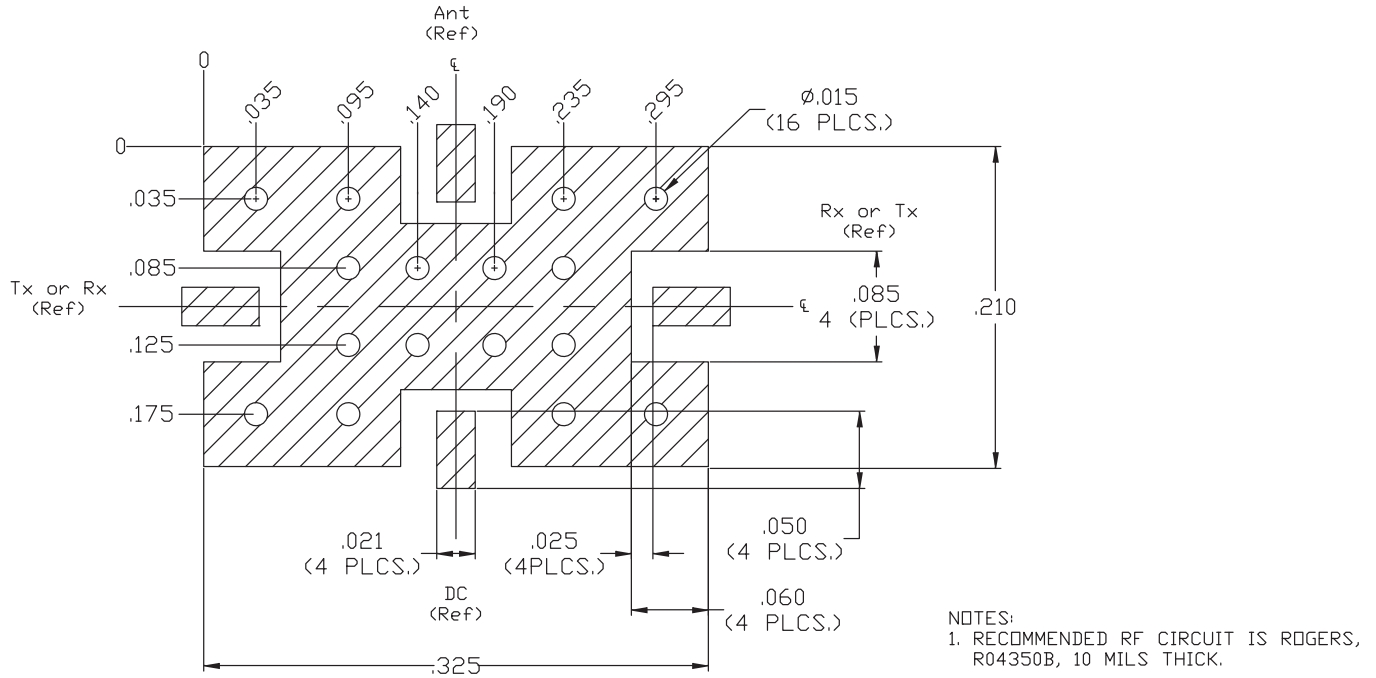 Ant
(Ref)
℄
0
.035
.095
.140
.190
.235
.295
Ø.015
(16 PLCS.)
0
.035
.085
.125
.175
Tx or Rx
(Ref)
Rx or Tx
(Ref)
℄
.085
4 (PLCS.)
.210
.021
(4 PLCS.)
.025
(4PLCS.)
.050
(4 PLCS.)
.060
(4 PLCS.)
DC
(Ref)
.325
NOTES:
1. RECOMMENDED RF CIRCUIT IS ROGERS,
R04350B, 10 MILS THICK.